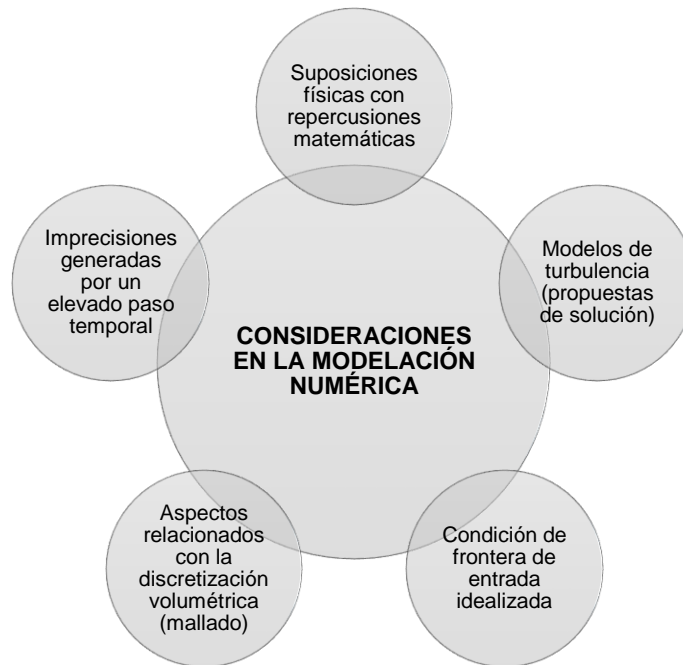 Suposiciones
físicas con
repercusiones
matemáticas
Imprecisiones
generadas
por un
elevado paso
temporal
Modelos de
turbulencia
(propuestas
de solución)
CONSIDERACIONES
EN LA MODELACIÓN
NUMÉRICA
Aspectos
relacionados
con la
discretización
volumétrica
(mallado)
Condición de
frontera de
entrada
idealizada